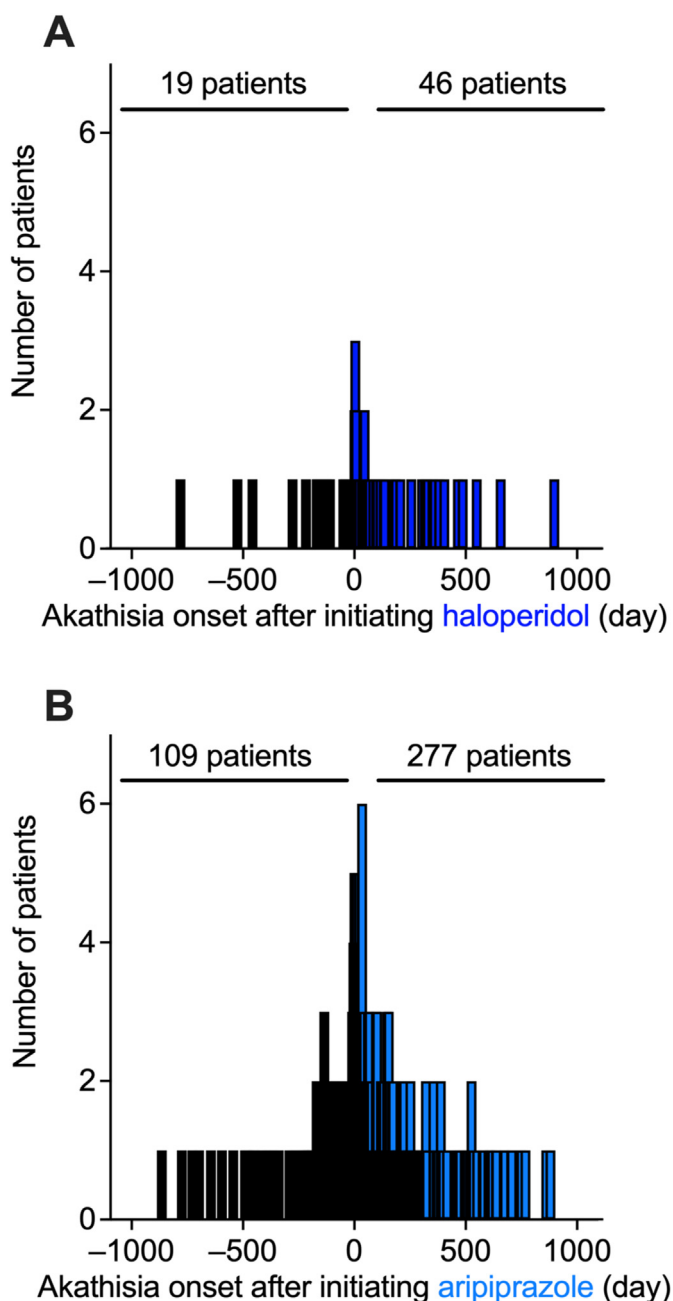 A
19 patients 46 patients
6
4
2
0
Number of patients
–1000 –500 0 500 1000
Akathisia onset after initiating haloperidol (day)
B
109 patients 277 patients
6
4
2
0
Number of patients
–1000 –500 0 500 1000
Akathisia onset after initiating aripiprazole (day)